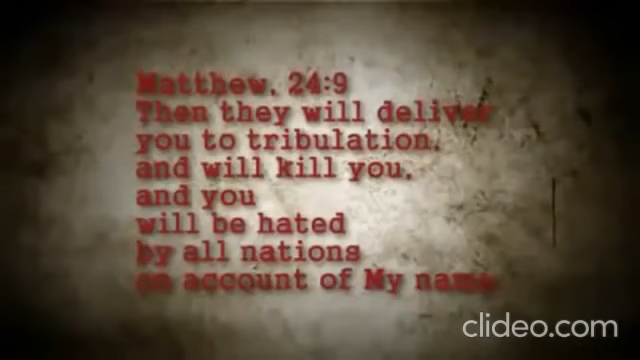 Matthew, 24:9
Then they will deliver
you to tribulation,
and will kill you,
and you
will be hated
by all nations
on account of My name
clideo.com